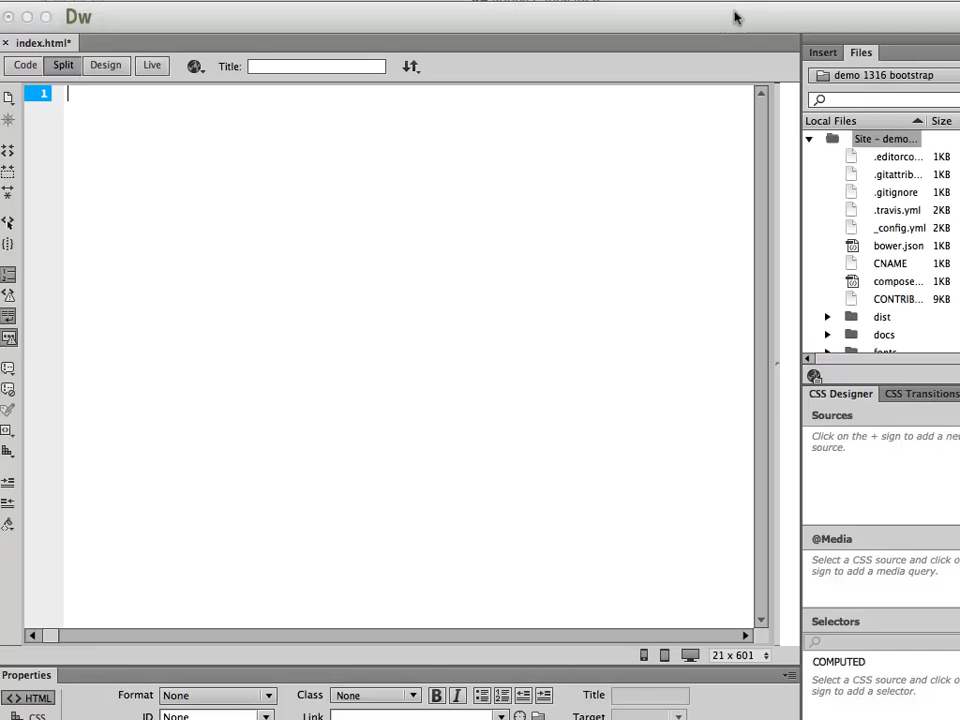 Dw
index.html*
Code Split Design Live Title:
1
Insert Files
demo 1316 bootstrap
Local Files Size
Site - demo...
.editorco... 1KB
.gitattrib... 1KB
.gitignore 1KB
.travis.yml 2KB
_config.yml 2KB
bower.json 1KB
CNAME 1KB
compose... 1KB
CONTRIB... 9KB
dist
docs
fonts
CSS Designer CSS Transitions
Sources
Click on the + sign to add a new
source.
@Media
Select a CSS source and click o
sign to add a media query.
Selectors
COMPUTED
Select a CSS source and click o
sign to add a selector.
21 x 601
Properties
<> HTML Format None Class None B I Title
CSS ID None Link Target